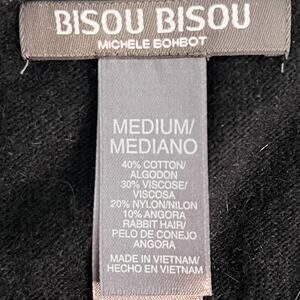 BISOU BISOU
MICHELE BOHBOT
MEDIUM/
MEDIANO
40% COTTON/
ALGODON
30% VISCOSE/
VISCOSA
20% NYLON/NILON
10% ANGORA
RABBIT HAIR/
PELO DE CONEJO
ANGORA
MADE IN VIETNAM/
HECHO EN VIETNAM